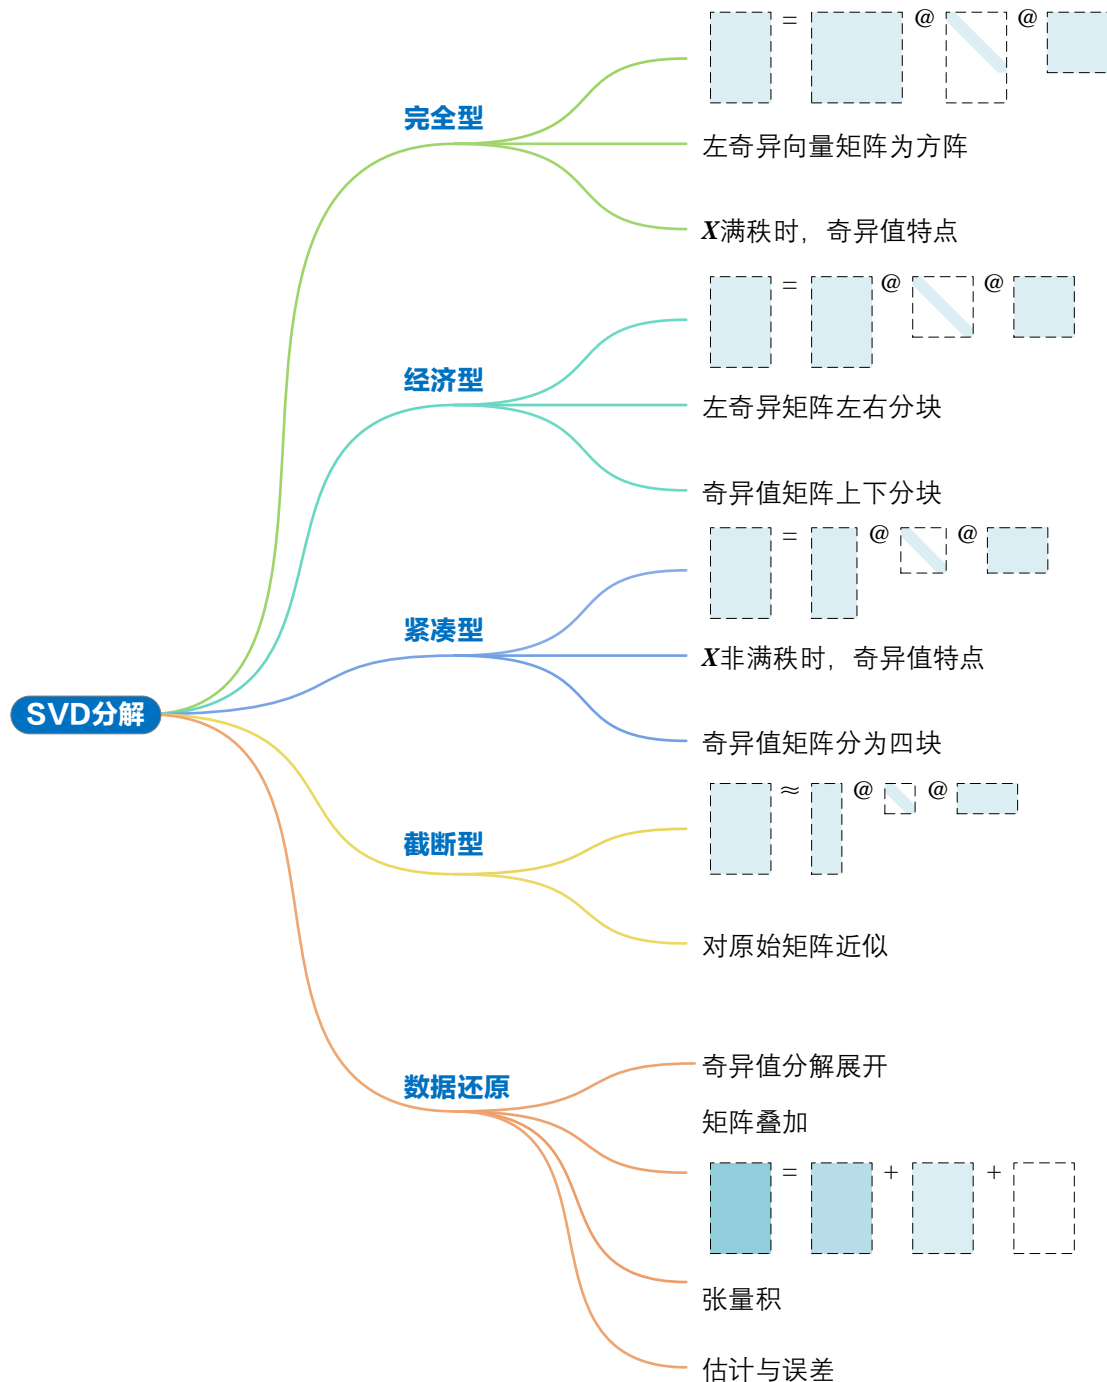 = @ @
完全型
左奇异向量矩阵为方阵
X满秩时，奇异值特点
= @ @
经济型
左奇异矩阵左右分块
奇异值矩阵上下分块
= @ @
紧凑型
X非满秩时，奇异值特点
SVD分解
奇异值矩阵分为四块
≈ @ @
截断型
对原始矩阵近似
奇异值分解展开
数据还原
矩阵叠加
= + +
张量积
估计与误差